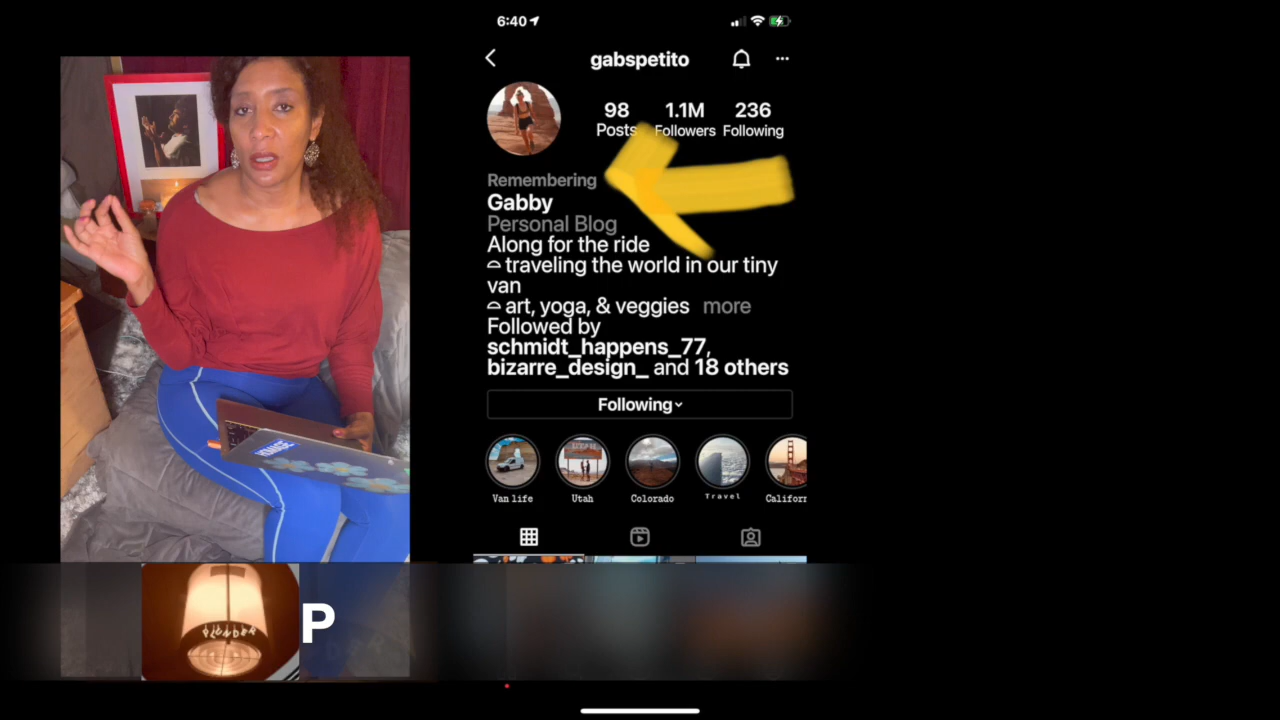 6:40
gabspetito
98
Posts
1.1M
Followers
236
Following
Remembering
Gabby
Personal Blog
Along for the ride
traveling the world in our tiny
van
art, yoga, & veggies more
Followed by
schmidt_happens_77,
bizarre_design_ and 18 others
Following
Van life
Utah
Colorado
Travel
Califorr
P